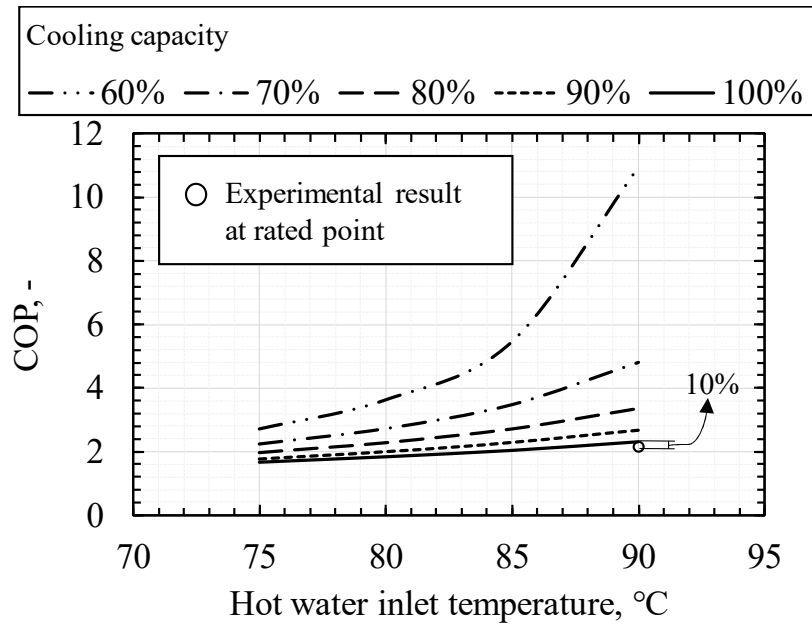 Cooling capacity
60% 70% 80% 90% 100%
12
10
8
6
4
2
0
COP, -
Experimental result
at rated point
10%
70 75 80 85 90 95
Hot water inlet temperature, °C